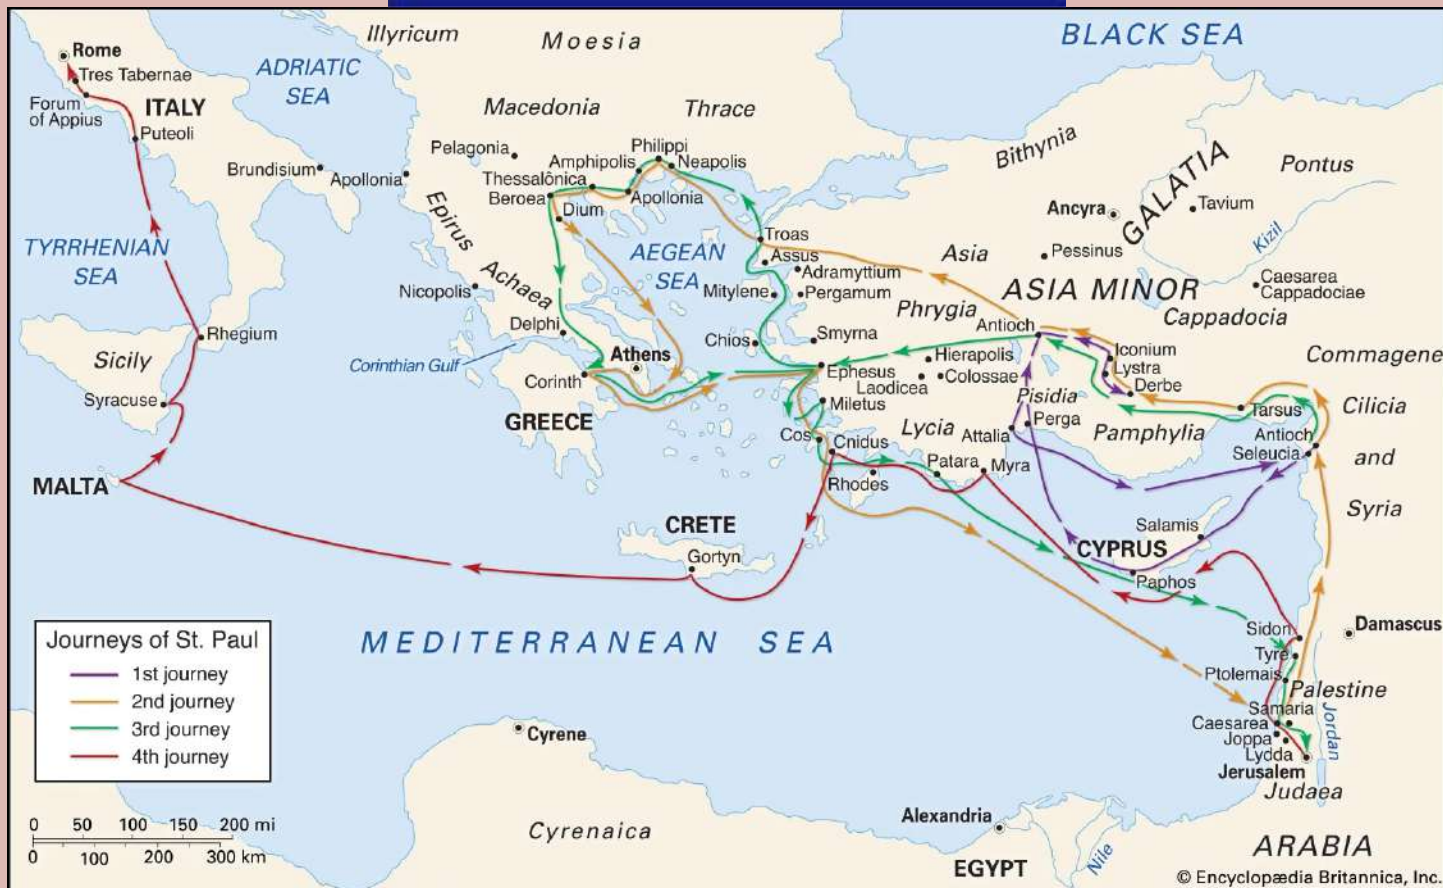 Illyricum
Moesia
BLACK SEA
Rome
Tres Tabernae
ADRIATIC
SEA
Forum
of Appius
ITALY
Puteoli
Macedonia
Thrace
Bithynia
GALATIA
Pontus
Brundisium
Apollonia
Pelagonia
Philippi
Amphipolis
Neapolis
Thessalônica
Beroea
Apollonia
Dium
Epirus
Ancyra
Tavium
Kizil
TYRRHENIAN
SEA
AEGEAN
SEA
Troas
Assus
Adramyttium
Mitylene
Pergamum
Asia
Pessinus
ASIA MINOR
Caesarea
Cappadociae
Cappadocia
Nicopolis
Achaea
Phrygia
Antioch
Delphi
Chios
Smyrna
Rhegium
Sicily
Corinthian Gulf
Athens
Hierapolis
Iconium
Lystra
Commagene
Corinth
Ephesus
Laodicea
Colossae
Derbe
Syracuse
Miletus
Pisidia
Tarsus
Cilicia
GREECE
Cos
Cnidus
Lycia
Attalia
Perga
Pamphylia
Antioch
Seleucia
and
Syria
MALTA
Patara
Myra
Rhodes
CRETE
Gortyn
Salamis
CYPRUS
Paphos
MEDITERRANEAN SEA
Sidon
Damascus
Tyre
Ptolemais
Palestine
Samaria
Caesarea
Joppa
Lydda
Jordan
Jerusalem
Judaea
Journeys of St. Paul
1st journey
2nd journey
3rd journey
4th journey
Cyrene
Cyrenaica
Alexandria
EGYPT
Nile
ARABIA
0 50 100 150 200 mi
0 100 200 300 km
© Encyclopædia Britannica, Inc.